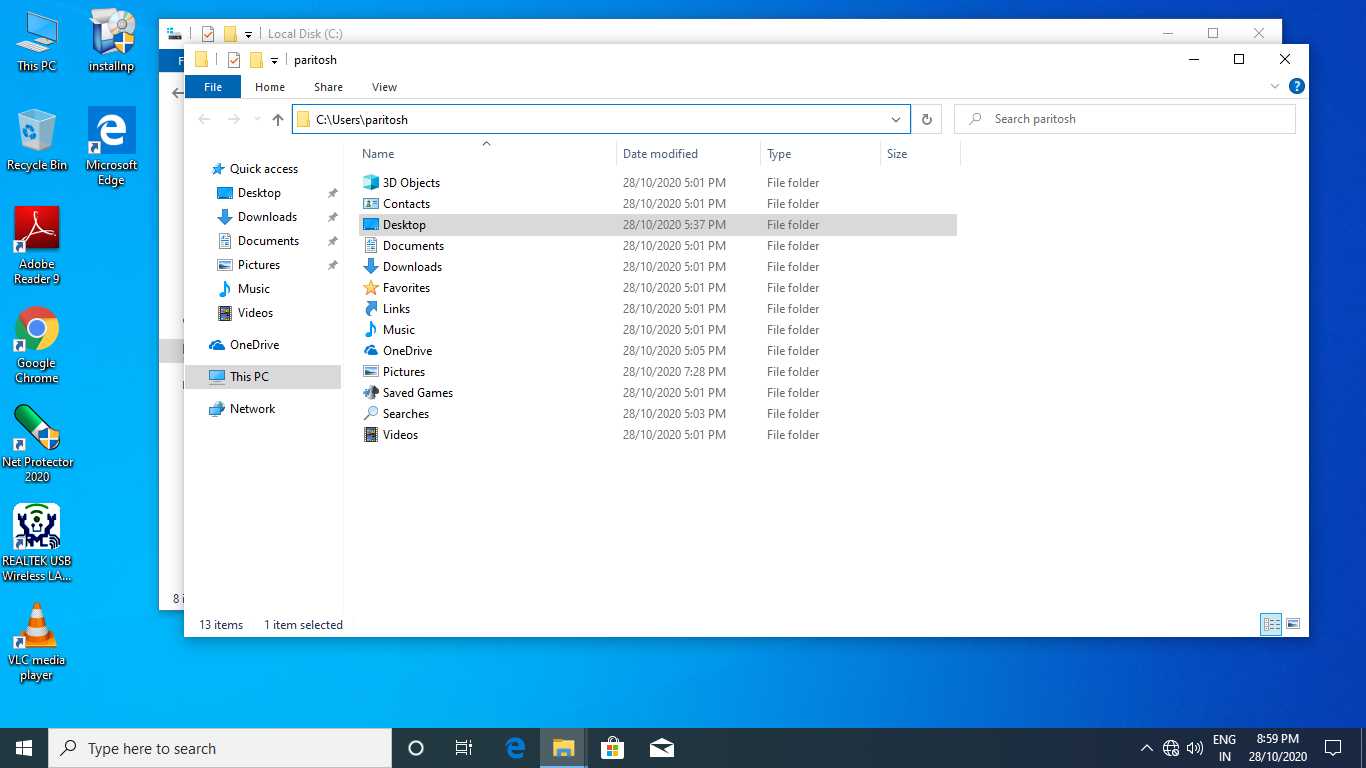 This PC
installnp
Recycle Bin
Microsoft
Edge
Adobe
Reader 9
Google
Chrome
Net Protector
2020
REALTEK USB
Wireless LA...
VLC media
player
Local Disk (C:)
F
8 i
paritosh
File Home Share View
C:\Users\paritosh
Search paritosh
Quick access
Desktop
Downloads
Documents
Pictures
Music
Videos
OneDrive
This PC
Network
Name Date modified Type Size
3D Objects 28/10/2020 5:01 PM File folder
Contacts 28/10/2020 5:01 PM File folder
Desktop 28/10/2020 5:37 PM File folder
Documents 28/10/2020 5:01 PM File folder
Downloads 28/10/2020 5:01 PM File folder
Favorites 28/10/2020 5:01 PM File folder
Links 28/10/2020 5:01 PM File folder
Music 28/10/2020 5:01 PM File folder
OneDrive 28/10/2020 5:05 PM File folder
Pictures 28/10/2020 7:28 PM File folder
Saved Games 28/10/2020 5:01 PM File folder
Searches 28/10/2020 5:03 PM File folder
Videos 28/10/2020 5:01 PM File folder
13 items 1 item selected
Type here to search
ENG
IN
8:59 PM
28/10/2020